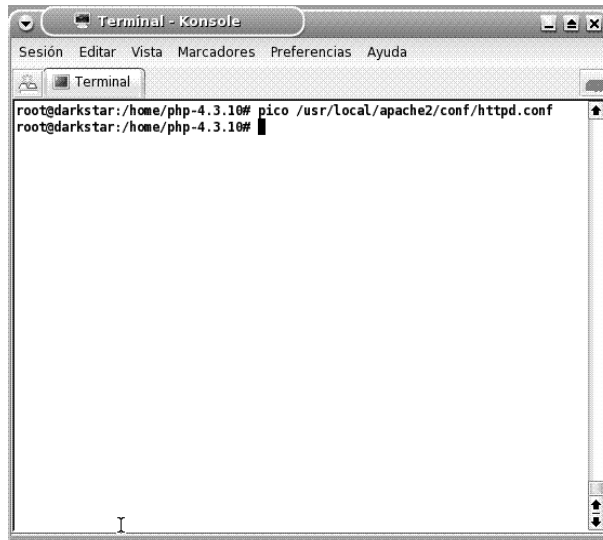 Terminal - Konsole
Sesión Editar Vista Marcadores Preferencias Ayuda
Terminal
root@darkstar:/home/php-4.3.10# pico /usr/local/apache2/conf/httpd.conf
root@darkstar:/home/php-4.3.10#